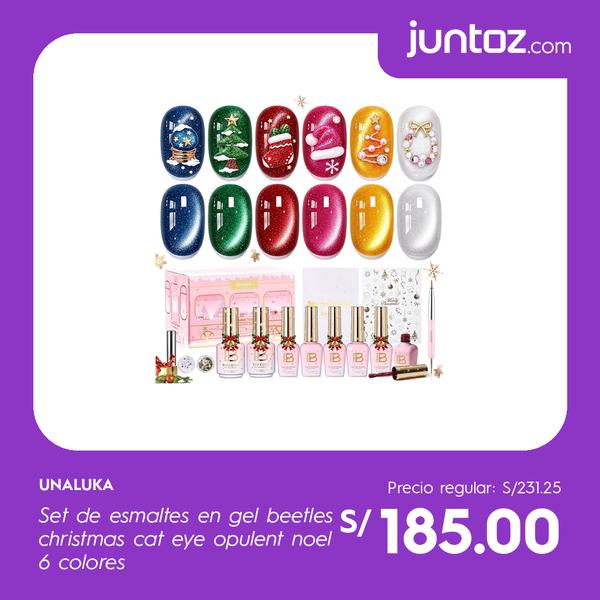 juntoz.com
UNALUKA
Set de esmaltes en gel beetles
christmas cat eye opulent noel
6 colores
Precio regular: S/231.25
S/185.00